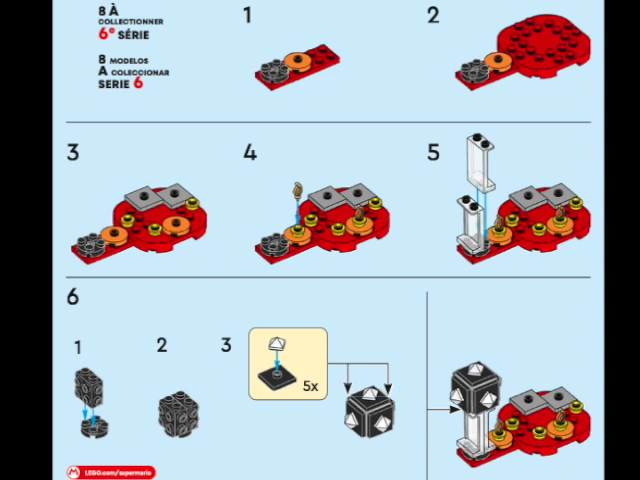 8 À
COLLECTIONNER
6e SÉRIE
8 MODELOS
A COLECCIONAR
SERIE 6
1
2
3
4
5
6
1
2
3
5x
M
LEGO.com/supermario